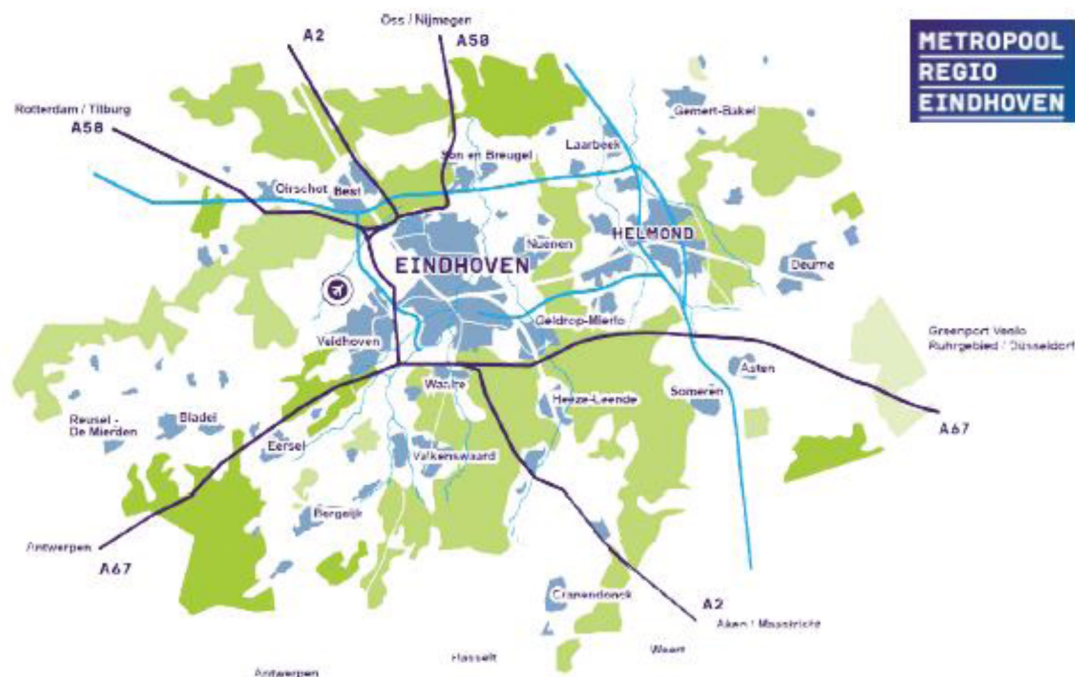 Oss / Nijmegen
A2
A50
METROPOOL
REGIO
EINDHOVEN
Rotterdam / Tilburg
A58
Gemert-Bakel
Laarbeek
Son en Breugel
Oirschot
Best
HELMOND
Nuenen
EINDHOVEN
Deurne
Geldrop-Mierlo
Veldhoven
Greenport Venlo
Ruhrgebied / Düsseldorf
Asten
Waalre
Someren
Heeze-Leende
Reusel -
De Mierden
Bladel
A67
Eersel
Valkenswaard
Bergeijk
Antwerpen
A67
Cranendonck
A2
Aken / Maastricht
Weert
Hasselt
Antwerpen